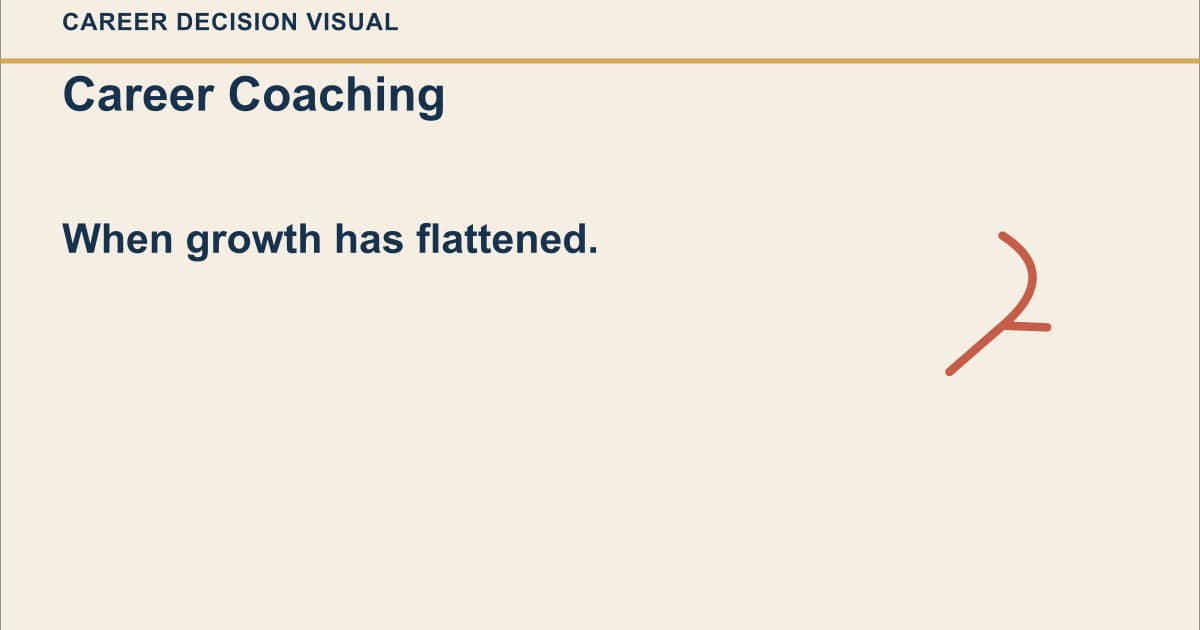 CAREER DECISION VISUAL
Career Coaching
When growth has flattened.